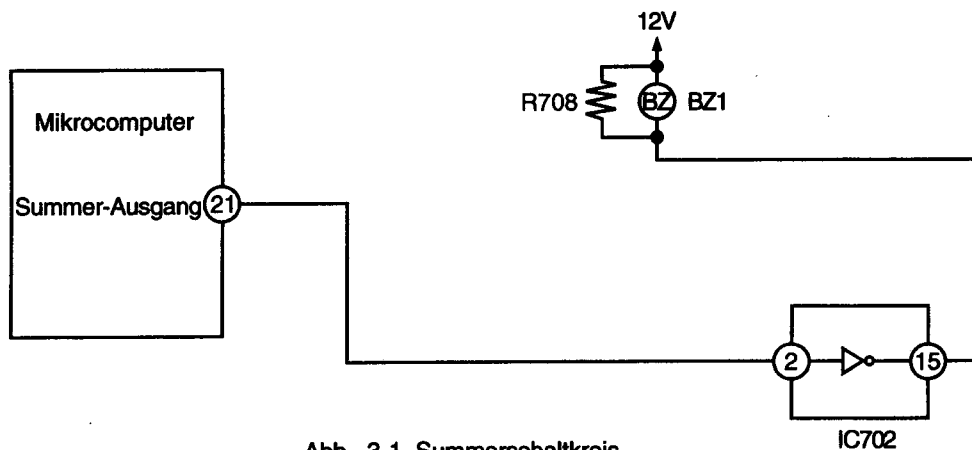 12V
R708
BZ
BZ1
Mikrocomputer
Summer-Ausgang
21
2
15
IC702